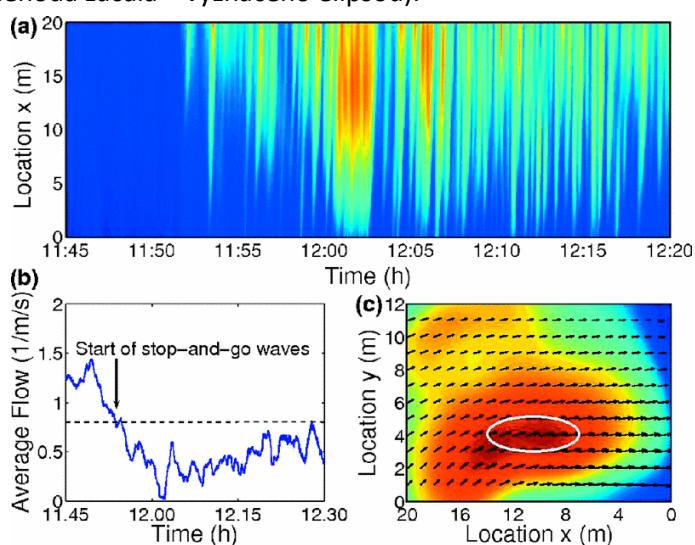 (a)
Location x (m)
20
15
10
5
0
11:45 11:50 11:55 12:00 12:05 12:10 12:15 12:20
Time (h)
(b)
Average Flow (1/m/s)
2
1.5
1
0.5
0
Start of stop-and-go waves
11.45 12.00 12.15 12.30
Time (h)
(c)
Location y (m)
12
10
8
6
4
2
0
20 16 12 8 4 0
Location x (m)